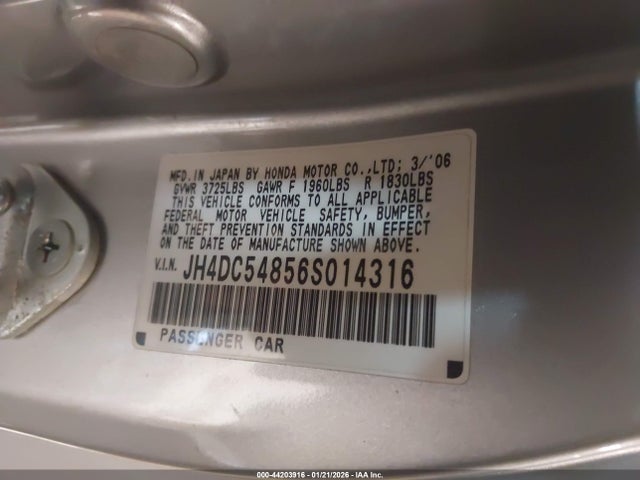 MFD.IN JAPAN BY HONDA MOTOR CO.,LTD; 3/'06
GVWR 3725LBS GAWR F 1960LBS R 1830LBS
THIS VEHICLE CONFORMS TO ALL APPLICABLE
FEDERAL MOTOR VEHICLE SAFETY, BUMPER,
AND THEFT PREVENTION STANDARDS IN EFFECT
ON THE DATE OF MANUFACTURE SHOWN ABOVE.
V.I.N. JH4DC54856S014316
PASSENGER CAR
000-44203916 - 01/21/2026 - IAA Inc.